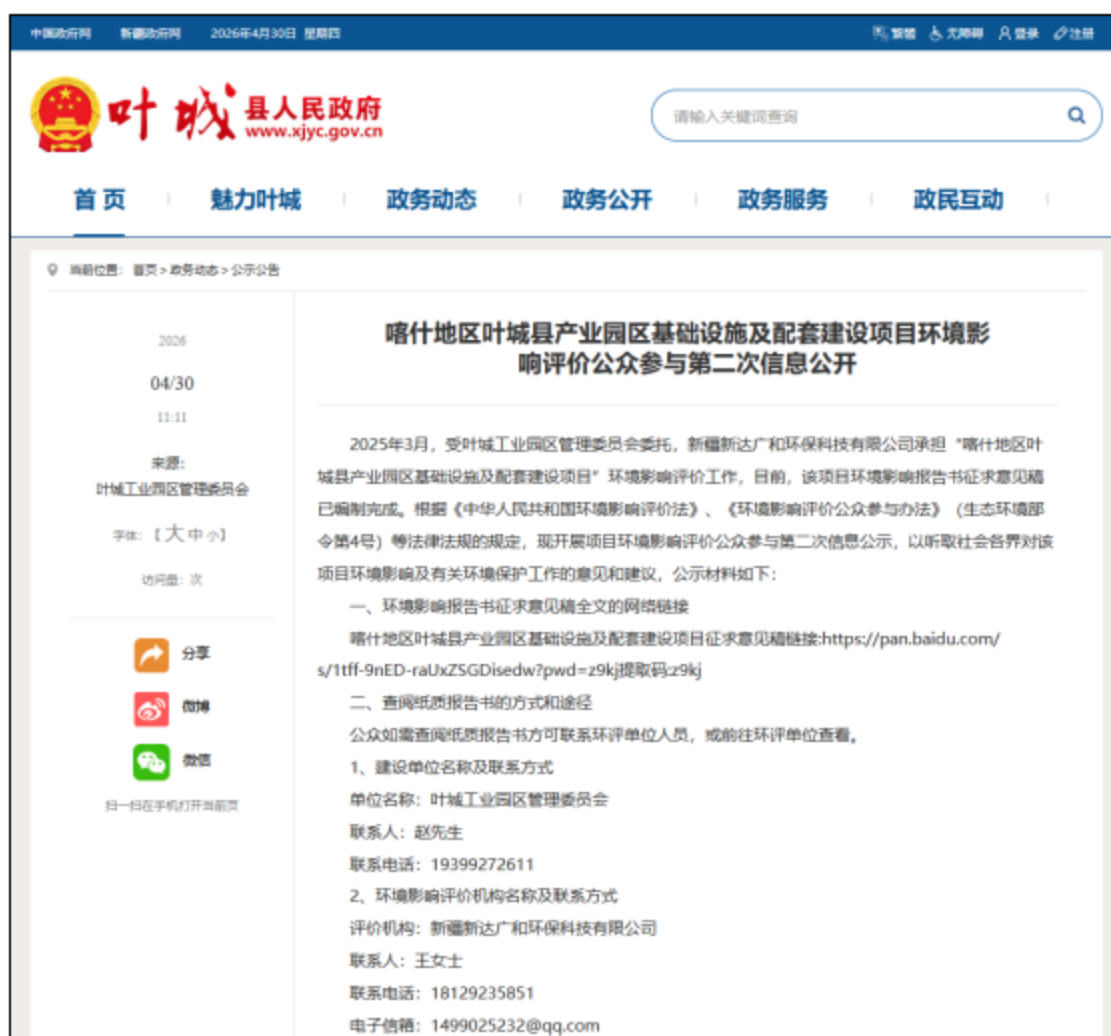 中国政府网 新疆政府网 2026年4月30日 星期四 繁體 无障碍 登录 注册
叶城县人民政府
www.xjyc.gov.cn
请输入关键词查询
首页 魅力叶城 政务动态 政务公开 政务服务 政民互动
当前位置：首页>政务动态>公示公告
2026
04/30
11:11
来源：
叶城工业园区管理委员会
字体：【大 中 小】
访问量：次
分享
微博
微信
扫一扫在手机打开当前页
喀什地区叶城县产业园区基础设施及配套建设项目环境影
响评价公众参与第二次信息公开
2025年3月，受叶城工业园区管理委员会委托，新疆新达广和环保科技有限公司承担“喀什地区叶
城县产业园区基础设施及配套建设项目”环境影响评价工作，目前，该项目环境影响报告书征求意见稿
已编制完成。根据《中华人民共和国环境影响评价法》、《环境影响评价公众参与办法》（生态环境部
令第4号）等法律法规的规定，现开展项目环境影响评价公众参与第二次信息公示，以听取社会各界对该
项目环境影响及有关环境保护工作的意见和建议，公示材料如下：
一、环境影响报告书征求意见稿全文的网络链接
喀什地区叶城县产业园区基础设施及配套建设项目征求意见稿链接:https://pan.baidu.com/
s/1tff-9nED-raUxZSGDisedw?pwd=z9kj提取码:z9kj
二、查阅纸质报告书的方式和途径
公众如需查阅纸质报告书方可联系环评单位人员，或前往环评单位查看。
1、建设单位名称及联系方式
单位名称：叶城工业园区管理委员会
联系人：赵先生
联系电话：19399272611
2、环境影响评价机构名称及联系方式
评价机构：新疆新达广和环保科技有限公司
联系人：王女士
联系电话：18129235851
电子信箱：1499025232@qq.com